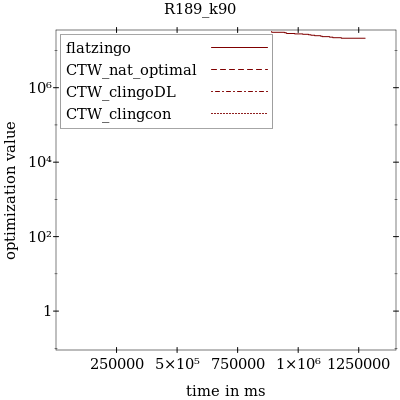 R189_k90
flatzingo
CTW_nat_optimal
CTW_clingoDL
CTW_clingcon
10⁶
10⁴
10²
1
optimization value
250000 5×10⁵ 750000 1×10⁶ 1250000
time in ms